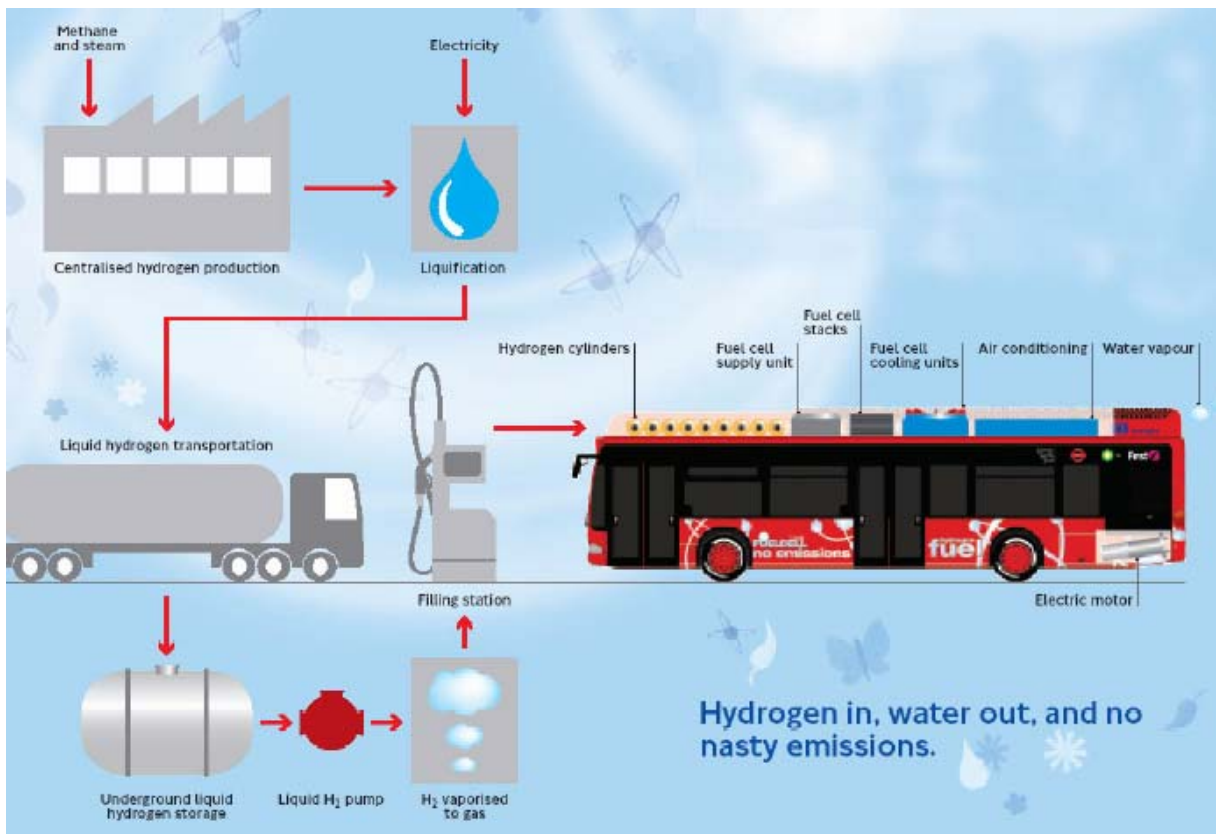 Methane
and steam
Electricity
Centralised hydrogen production
Liquification
Liquid hydrogen transportation
Hydrogen cylinders
Fuel cell
supply unit
Fuel cell
stacks
Fuel cell
cooling units
Air conditioning
Water vapour
First
no emissions
fuel
Filling station
Electric motor
Underground liquid
hydrogen storage
Liquid H₂ pump
H₂ vaporised
to gas
Hydrogen in, water out, and no
nasty emissions.